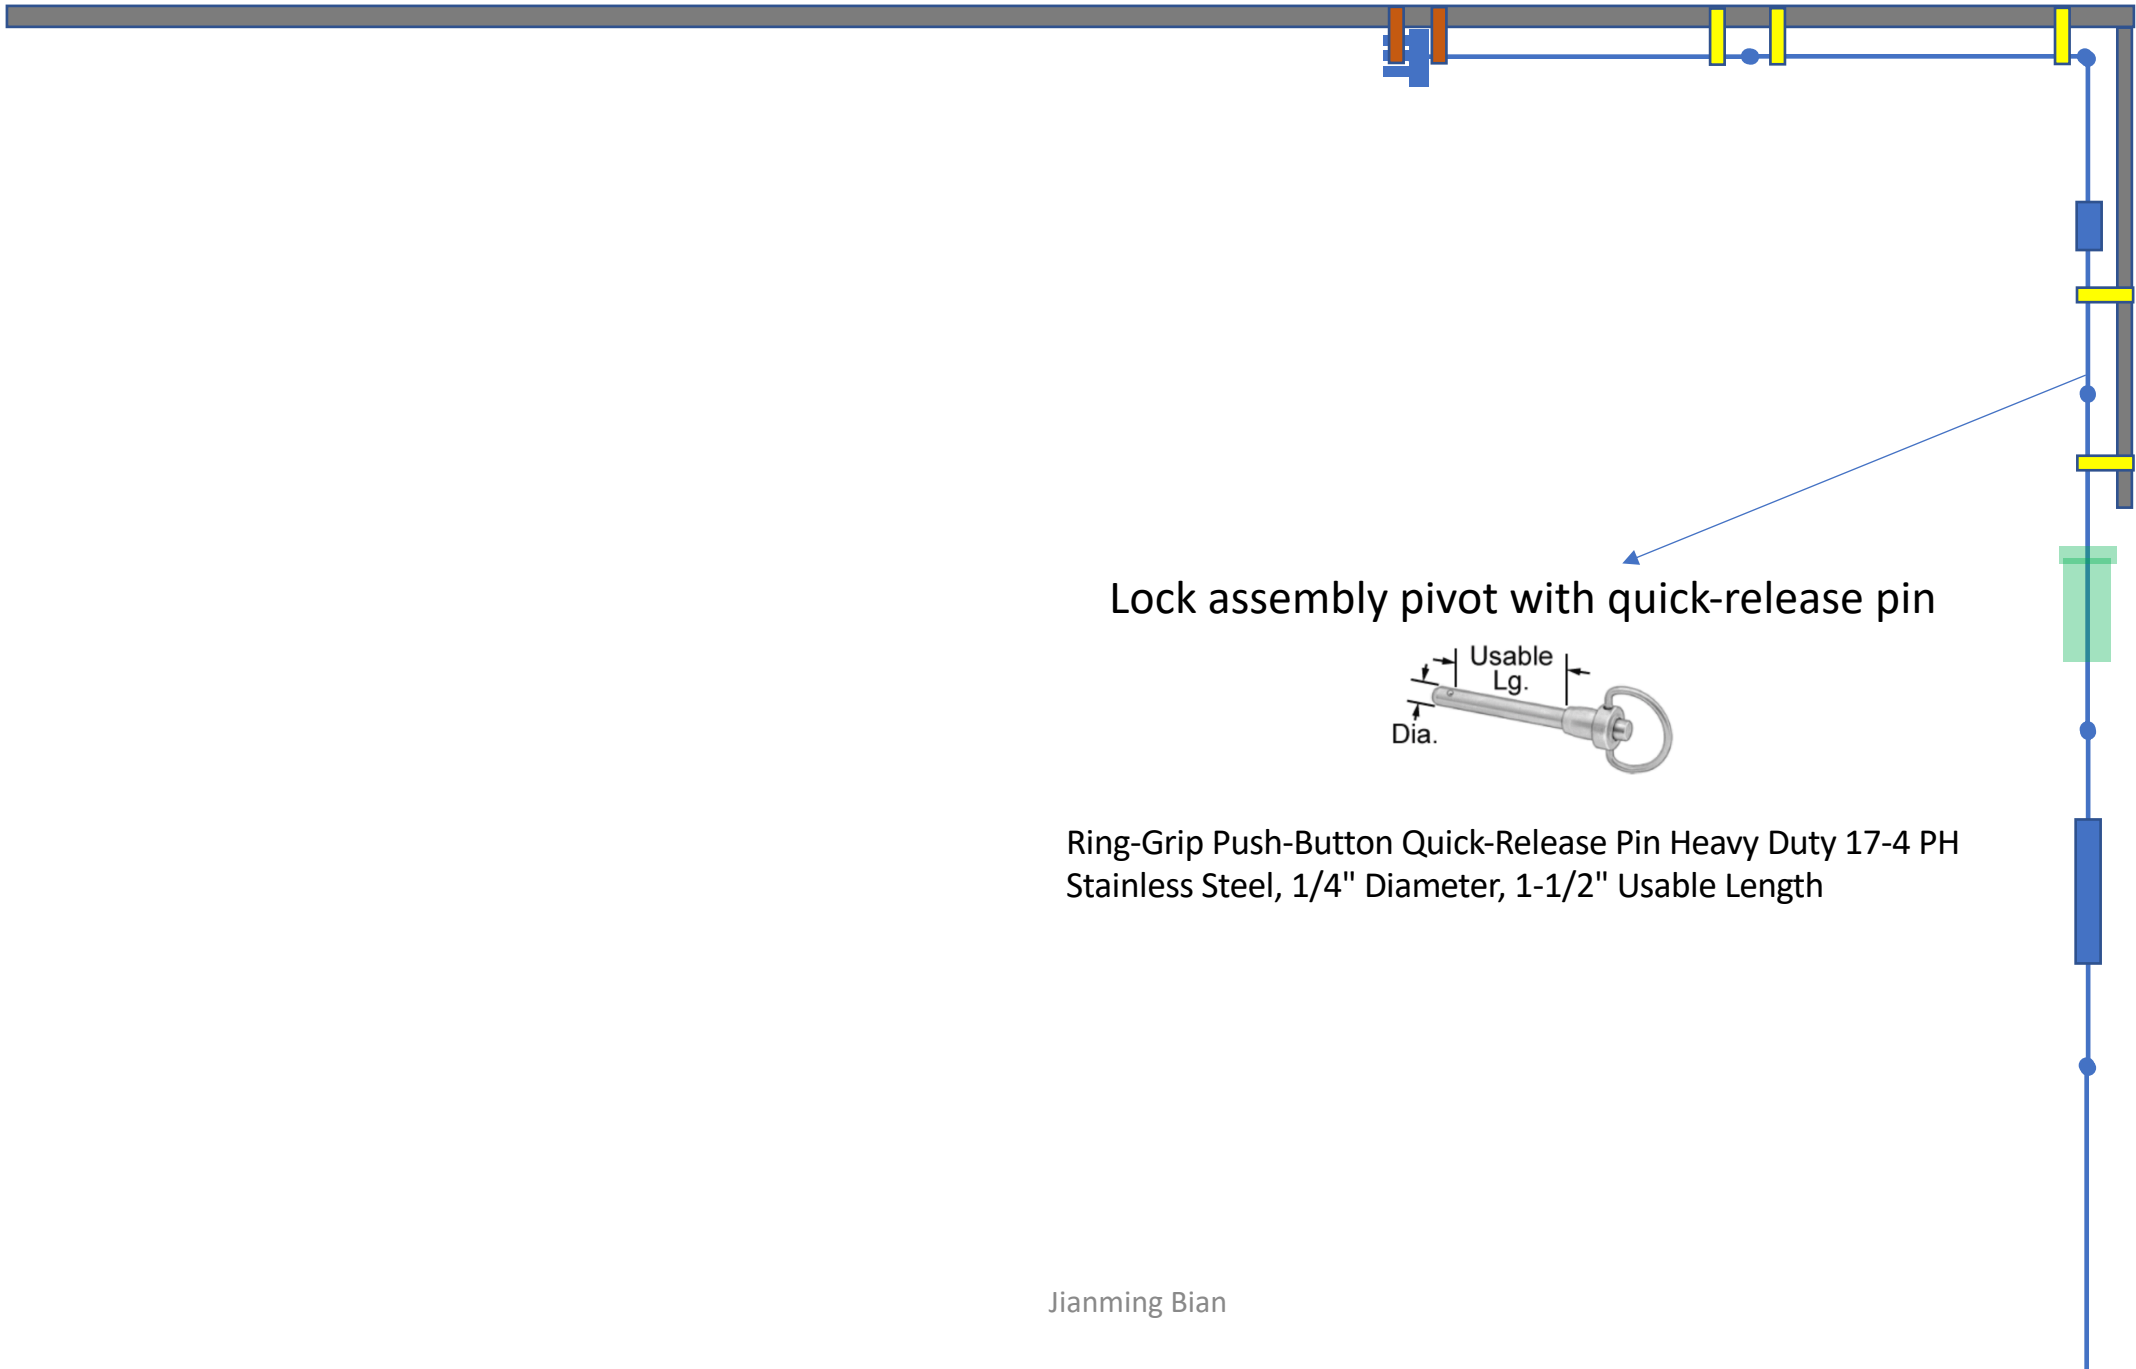 Lock assembly pivot with quick-release pin
Usable
Lg.
Dia.
Ring-Grip Push-Button Quick-Release Pin Heavy Duty 17-4 PH
Stainless Steel, 1/4" Diameter, 1-1/2" Usable Length
Jianming Bian